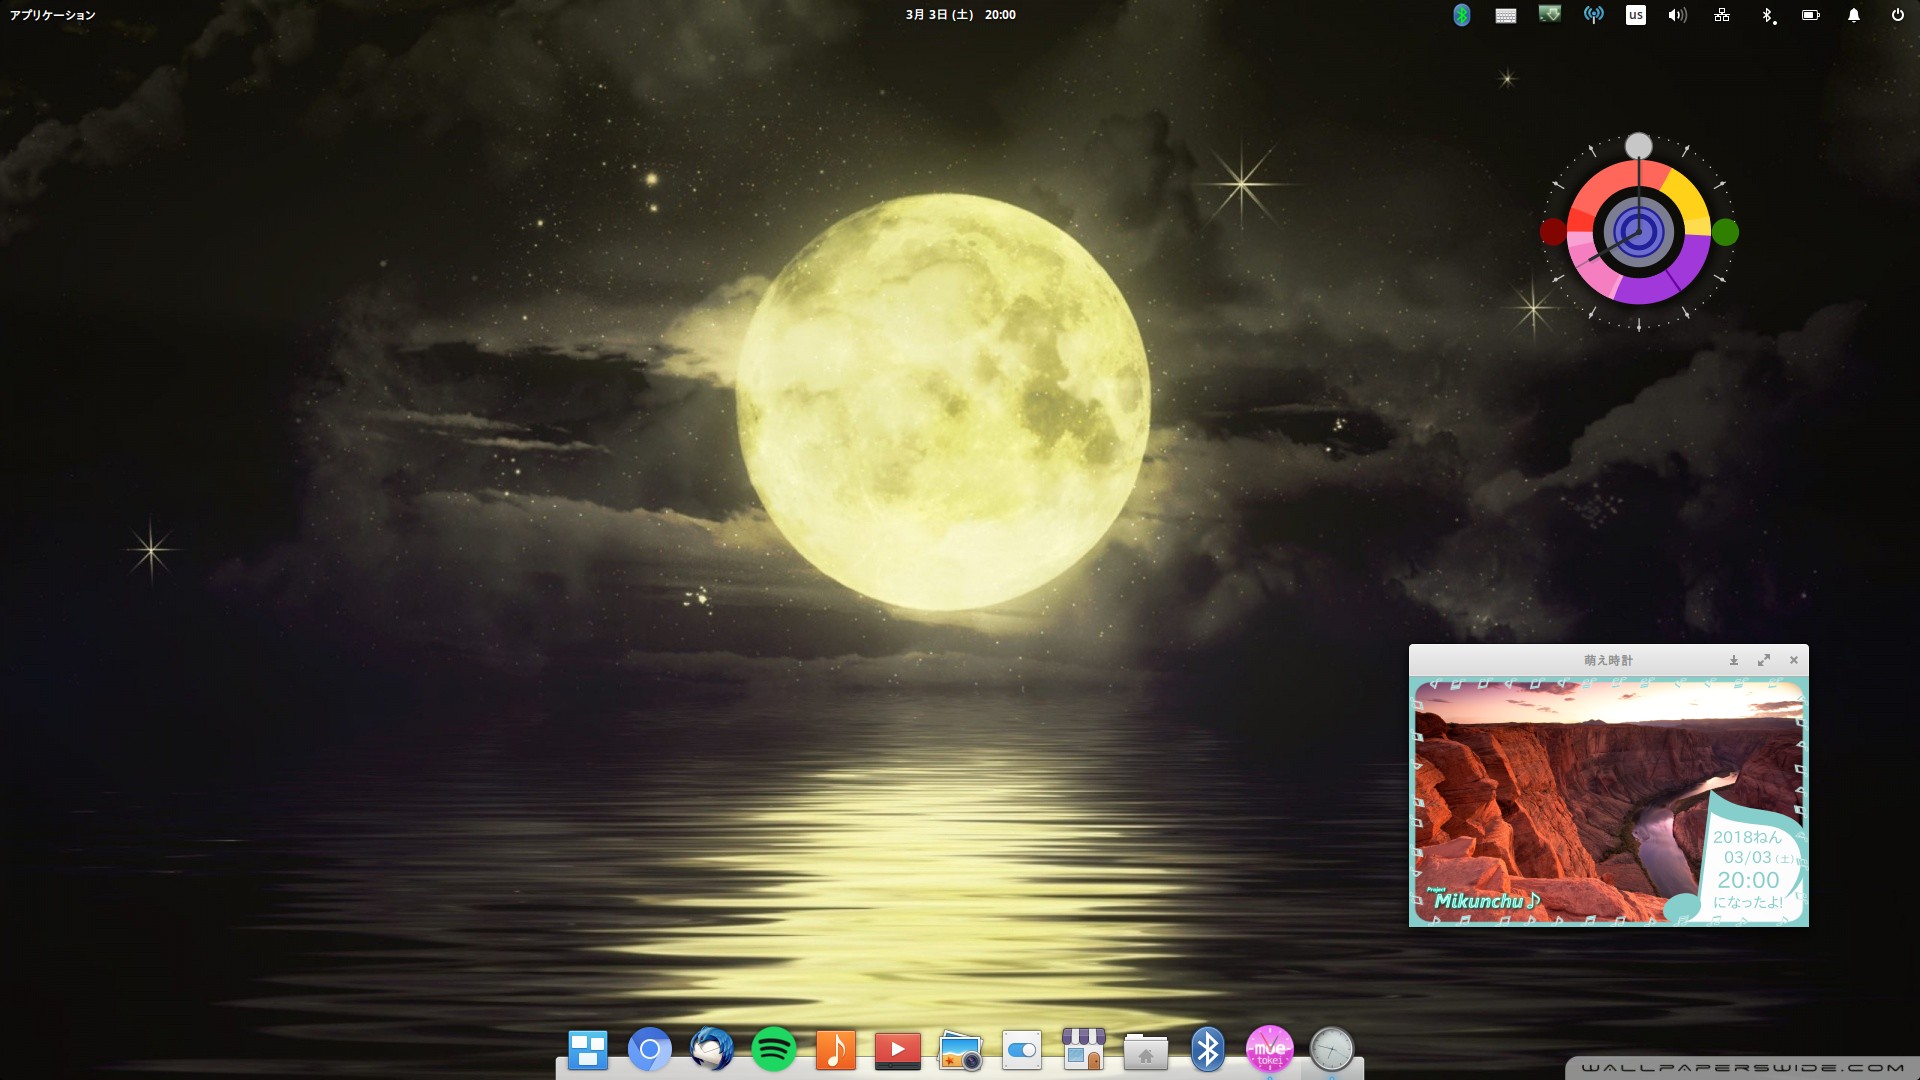 アプリケーション
3月 3日 (土) 20:00
us
萌え時計
2018ねん
03/03 (土)
20:00
になったよ!
Project
Mikunchu♪
moe
tokei
WALLPAPERSWIDE.COM